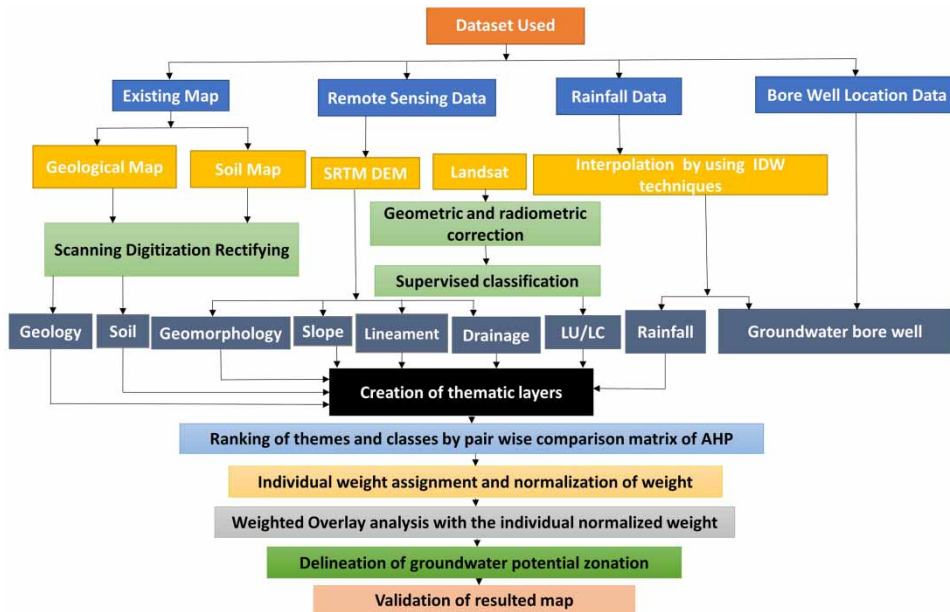 Dataset Used
Existing Map
Remote Sensing Data
Rainfall Data
Bore Well Location Data
Geological Map
Soil Map
SRTM DEM
Landsat
Interpolation by using IDW
techniques
Geometric and radiometric
correction
Scanning Digitization Rectifying
Supervised classification
Geology
Soil
Geomorphology
Slope
Lineament
Drainage
LU/LC
Rainfall
Groundwater bore well
Creation of thematic layers
Ranking of themes and classes by pair wise comparison matrix of AHP
Individual weight assignment and normalization of weight
Weighted Overlay analysis with the individual normalized weight
Delineation of groundwater potential zonation
Validation of resulted map